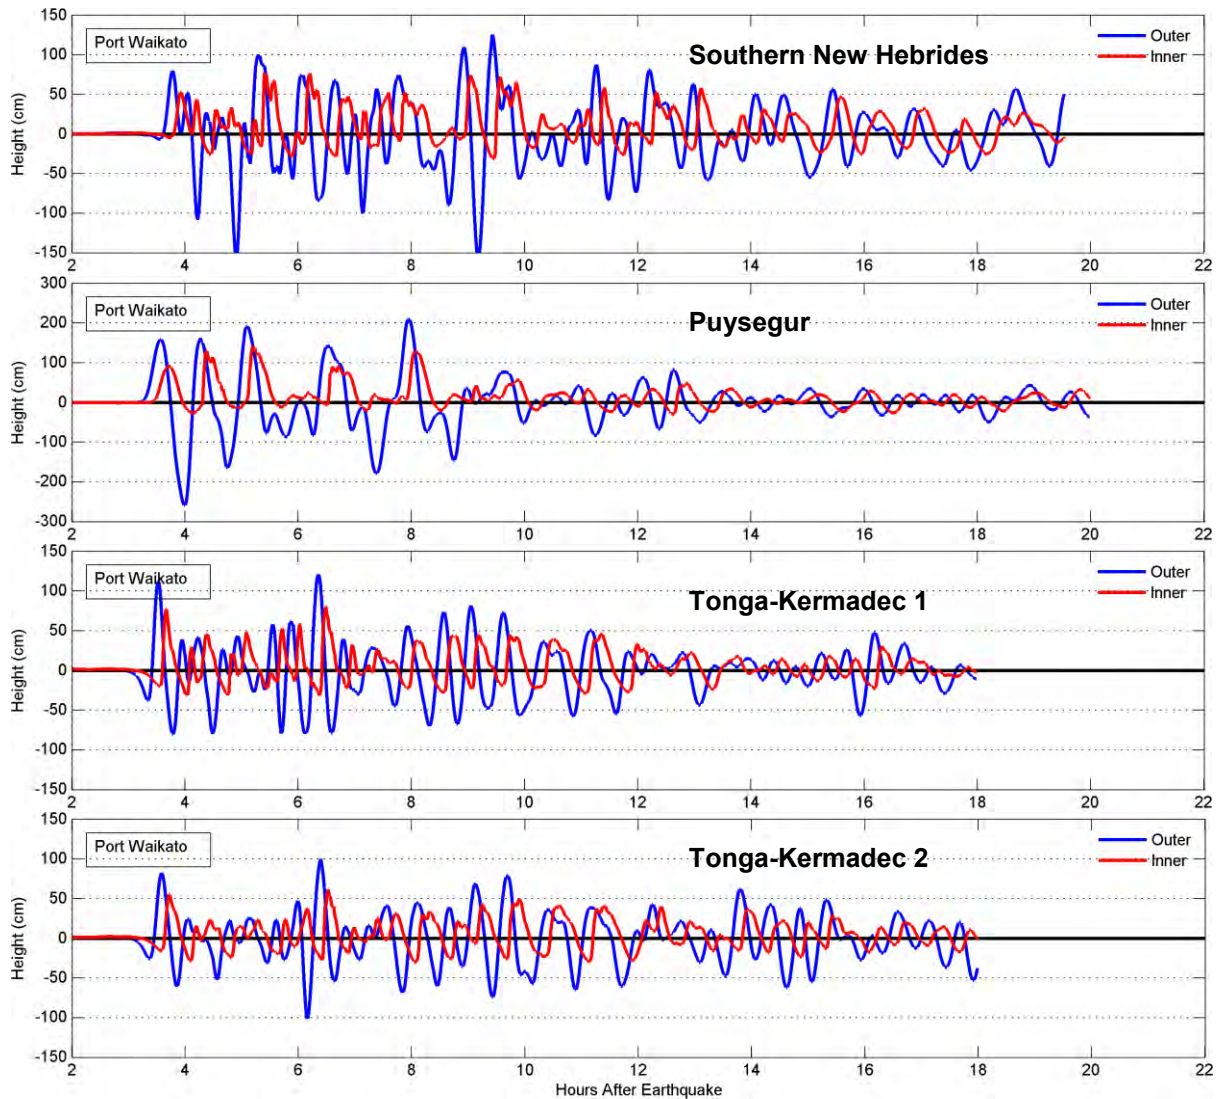 Port Waikato
Southern New Hebrides
Outer
Inner
Height (cm)
150
100
50
0
-50
-100
150
2 4 6 8 10 12 14 16 18 20 22
Port Waikato
Puysegur
Outer
Inner
Height (cm)
300
200
100
0
-100
-200
-300
2 4 6 8 10 12 14 16 18 20 22
Port Waikato
Tonga-Kermadec 1
Outer
Inner
Height (cm)
150
100
50
0
-50
-100
-150
2 4 6 8 10 12 14 16 18 20 22
Port Waikato
Tonga-Kermadec 2
Outer
Inner
Height (cm)
150
100
50
0
-50
-100
-150
2 4 6 8 10 12 14 16 18 20 22
Hours After Earthquake